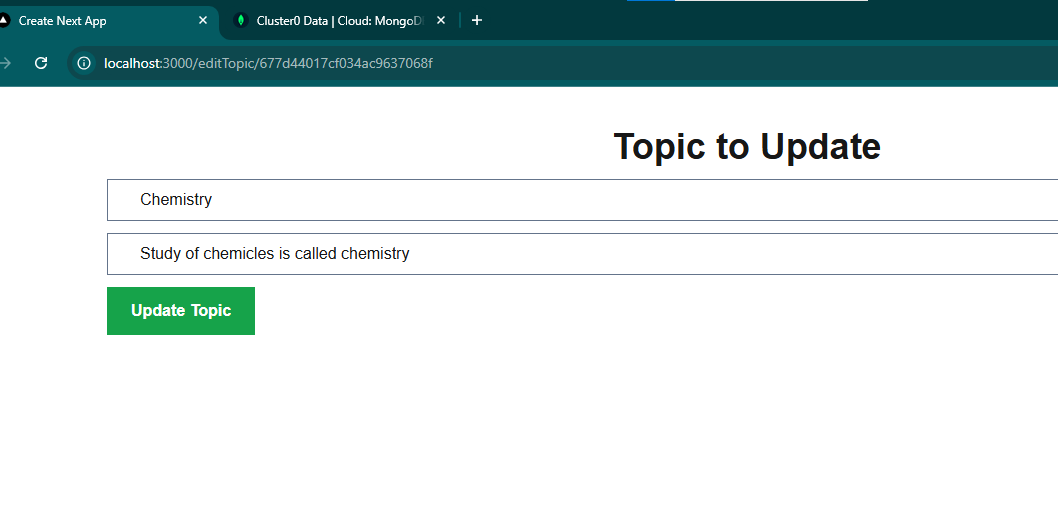 Create Next App
Cluster0 Data | Cloud: MongoD
localhost:3000/editTopic/677d44017cf034ac9637068f
Topic to Update
Chemistry
Study of chemicles is called chemistry
Update Topic